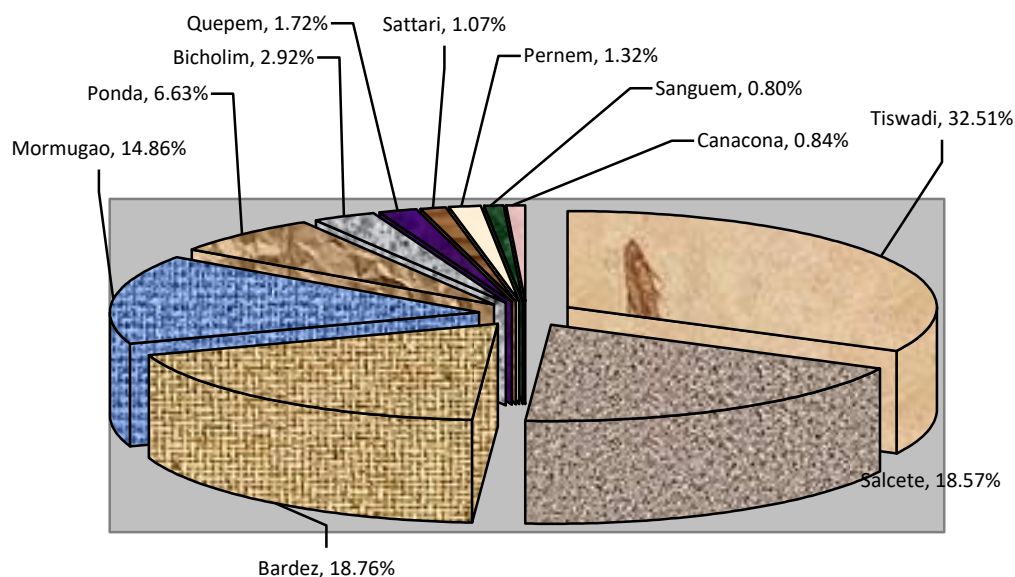 Quepem, 1.72%
Sattari, 1.07%
Bicholim, 2.92%
Pernem, 1.32%
Ponda, 6.63%
Sanguem, 0.80%
Tiswadi, 32.51%
Mormugao, 14.86%
Canacona, 0.84%
Salcete, 18.57%
Bardez, 18.76%